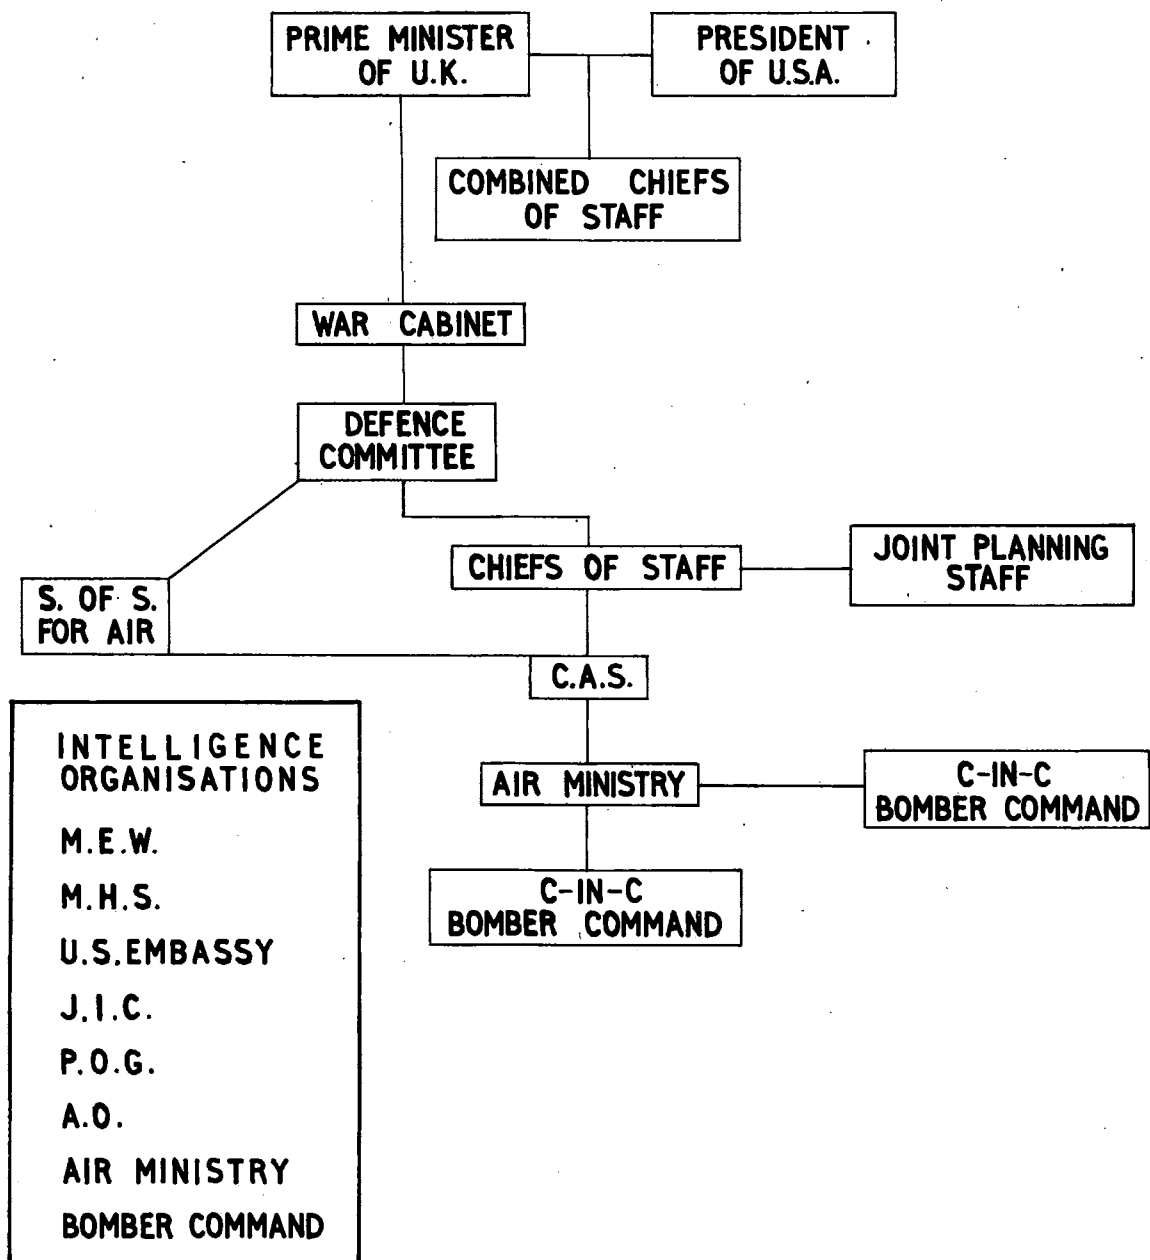 PRIME MINISTER
OF U.K.
PRESIDENT
OF U.S.A.
COMBINED CHIEFS
OF STAFF
WAR CABINET
DEFENCE
COMMITTEE
CHIEFS OF STAFF
JOINT PLANNING
STAFF
S. OF S.
FOR AIR
C.A.S.
AIR MINISTRY
C-IN-C
BOMBER COMMAND
C-IN-C
BOMBER COMMAND
INTELLIGENCE
ORGANISATIONS
M.E.W.
M.H.S.
U.S.EMBASSY
J.I.C.
P.O.G.
A.O.
AIR MINISTRY
BOMBER COMMAND